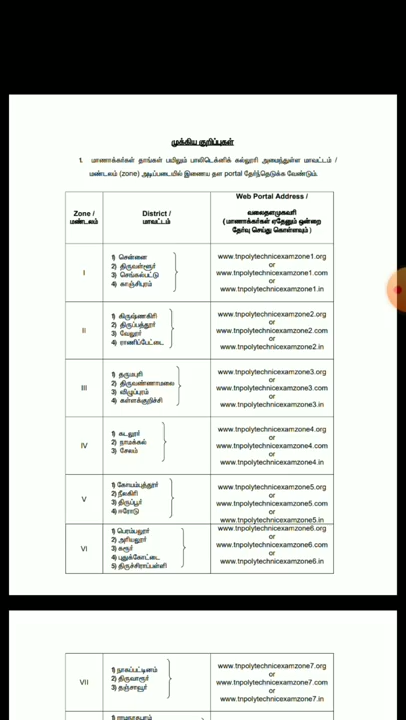 முக்கிய குறிப்புகள்
1. மாணாக்கர்கள் தாங்கள் பயிலும் பாலிடெக்னிக் கல்லூரி அமைந்துள்ள மாவட்டம் /
மண்டலம் (zone) அடிப்படையில் இணைய தள portal தேர்ந்தெடுக்க வேண்டும்.
Zone /
மண்டலம்
District /
மாவட்டம்
Web Portal Address /
வலைதளமுகவரி
( மாணாக்கர்கள் ஏதேனும் ஒன்றை
தேர்வு செய்து கொள்ளவும் )
I
1) சென்னை
2) திருவள்ளூர்
3) செங்கல்பட்டு
4) காஞ்சிபுரம்
www.tnpolytechnicexamzone1.org
or
www.tnpolytechnicexamzone1.com
or
www.tnpolytechnicexamzone1.in
II
1) கிருஷ்ணகிரி
2) திருப்பத்தூர்
3) வேலூர்
4) ராணிப்பேட்டை
www.tnpolytechnicexamzone2.org
or
www.tnpolytechnicexamzone2.com
or
www.tnpolytechnicexamzone2.in
III
1) தருமபுரி
2) திருவண்ணாமலை
3) விழுப்புரம்
4) கள்ளக்குறிச்சி
www.tnpolytechnicexamzone3.org
or
www.tnpolytechnicexamzone3.com
or
www.tnpolytechnicexamzone3.in
IV
1) கடலூர்
2) நாமக்கல்
3) சேலம்
www.tnpolytechnicexamzone4.org
or
www.tnpolytechnicexamzone4.com
or
www.tnpolytechnicexamzone4.in
V
1) கோயம்புத்தூர்
2) நீலகிரி
3) திருப்பூர்
4) ஈரோடு
www.tnpolytechnicexamzone5.org
or
www.tnpolytechnicexamzone5.com
or
www.tnpolytechnicexamzone5.in
VI
1) பெரம்பலூர்
2) அரியலூர்
3) கரூர்
4) புதுக்கோட்டை
5) திருச்சிராப்பள்ளி
www.tnpolytechnicexamzone6.org
or
www.tnpolytechnicexamzone6.com
or
www.tnpolytechnicexamzone6.in
VII
1) நாகப்பட்டினம்
2) திருவாரூர்
3) தஞ்சாவூர்
www.tnpolytechnicexamzone7.org
or
www.tnpolytechnicexamzone7.com
or
www.tnpolytechnicexamzone7.in
1) ராமநாதபுரம்